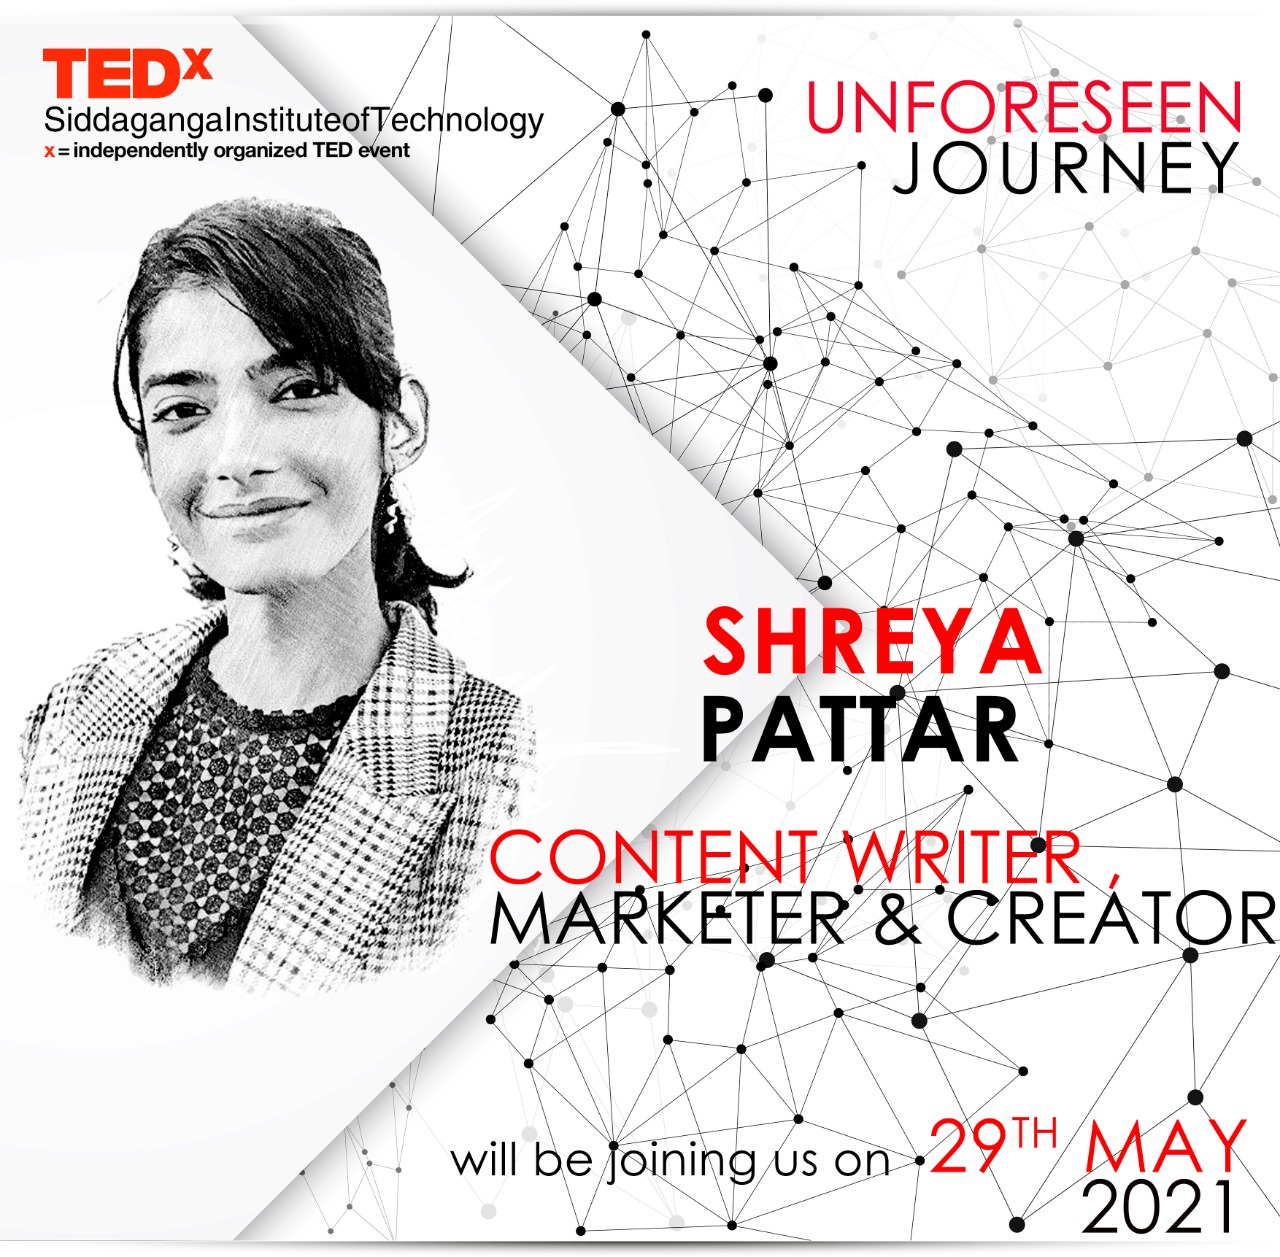 TEDx
SiddagangaInstituteofTechnology
x = independently organized TED event
UNFORESEEN
JOURNEY
SHREYA
PATTAR
CONTENT WRITER ,
MARKETER & CREATOR
will be joining us on 29TH MAY
2021